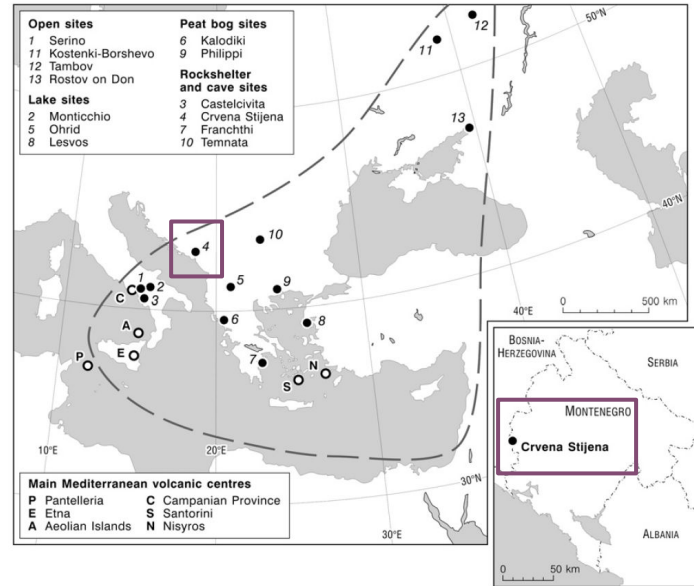 Open sites
1 Serino
11 Kostenki-Borshevo
12 Tambov
13 Rostov on Don
Lake sites
2 Monticchio
5 Ohrid
8 Lesvos
Peat bog sites
6 Kalodiki
9 Philippi
Rockshelter
and cave sites
3 Castelcivita
4 Crvena Stijena
7 Franchthi
10 Temnata
12
11
50°N
13
40°N
4
10
1
2
C
3
5
9
6
8
A
E
P
7
N
S
40°E
0 500 km
10°E
20°E
30°N
30°E
Main Mediterranean volcanic centres
P Pantelleria
E Etna
A Aeolian Islands
C Campanian Province
S Santorini
N Nisyros
BOSNIA-
HERZEGOVINA
SERBIA
MONTENEGRO
Crvena Stijena
ALBANIA
0 50 km